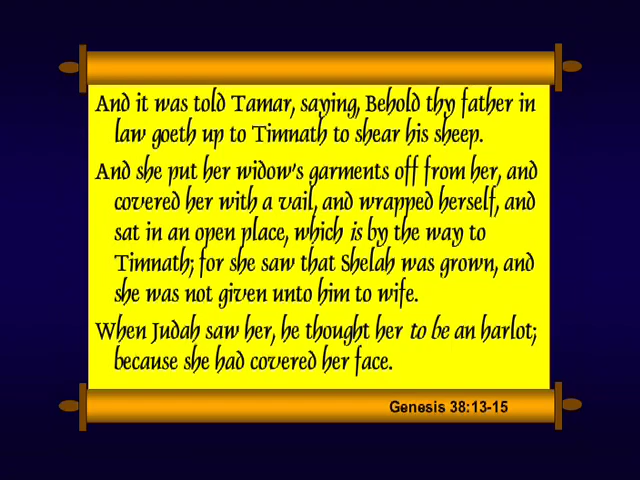 And it was told Tamar, saying, Behold thy father in
law goeth up to Timnath to shear his sheep.
And she put her widow's garments off from her, and
covered her with a vail, and wrapped herself, and
sat in an open place, which is by the way to
Timnath; for she saw that Shelah was grown, and
she was not given unto him to wife.
When Judah saw her, he thought her to be an harlot;
because she had covered her face.
Genesis 38:13-15